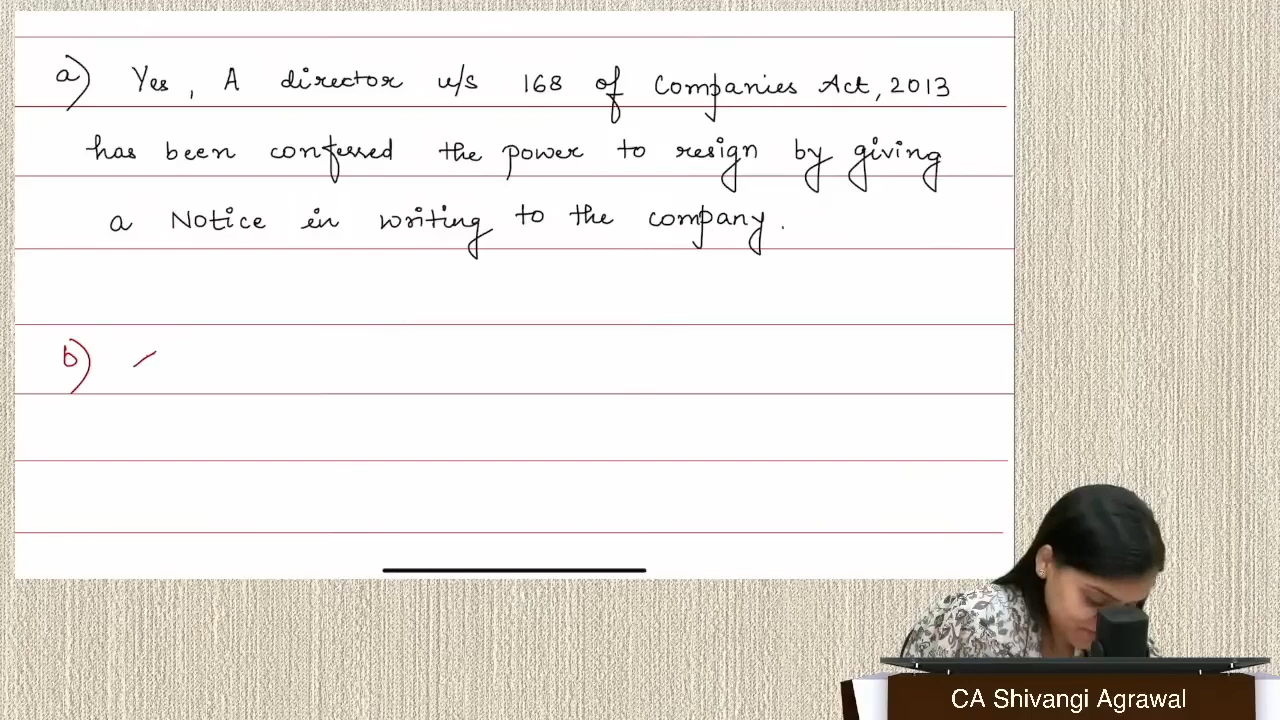 a) Yes, A director u/s 168 of Companies Act, 2013
has been conferred the power to resign by giving
a Notice in writing to the company.
b)
CA Shivangi Agrawal